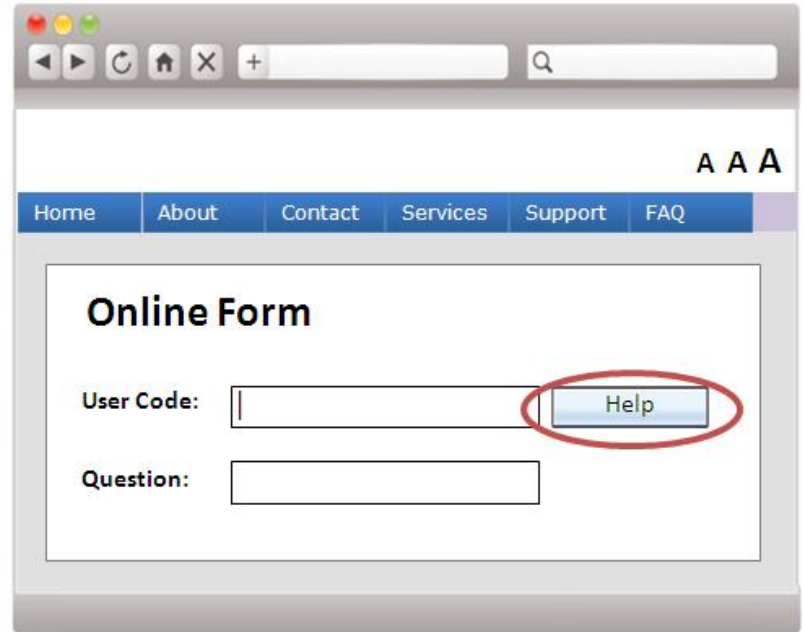 +
A A A
Home About Contact Services Support FAQ
Online Form
User Code: Help
Question: